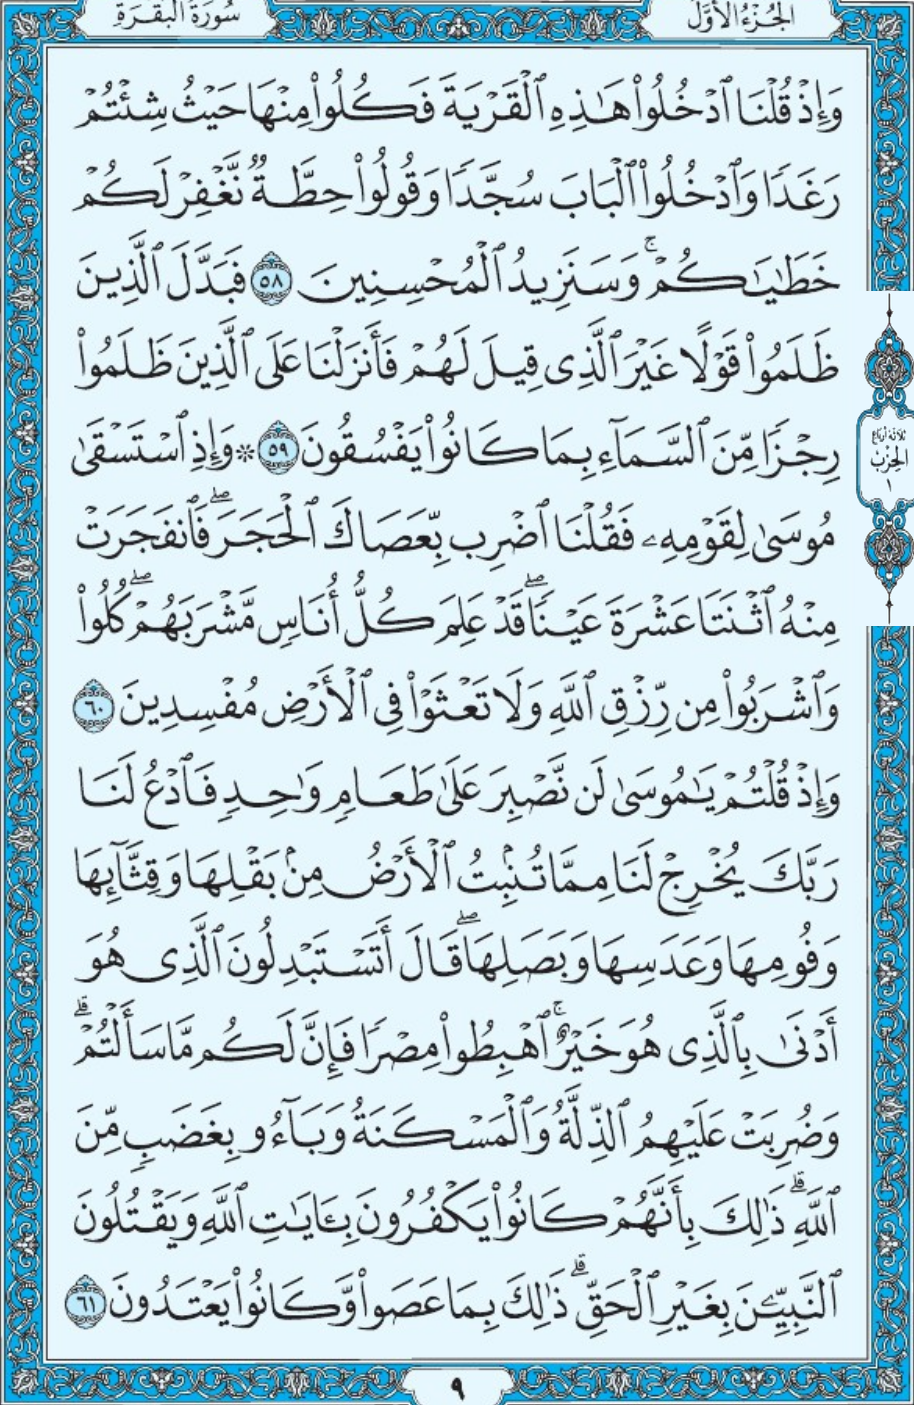 سُورَةُ البَقَرَةِ
الجُزْءُ الأَوَّلُ
وَإِذْ قُلْنَا ٱدْخُلُوا۟ هَـٰذِهِ ٱلْقَرْيَةَ فَكُلُوا۟ مِنْهَا حَيْثُ شِئْتُمْ
رَغَدًا وَٱدْخُلُوا۟ ٱلْبَابَ سُجَّدًا وَقُولُوا۟ حِطَّةٌ نَّغْفِرْ لَكُمْ
خَطَـٰيَـٰكُمْ ۚ وَسَنَزِيدُ ٱلْمُحْسِنِينَ ٥٨ فَبَدَّلَ ٱلَّذِينَ
ظَلَمُوا۟ قَوْلًا غَيْرَ ٱلَّذِى قِيلَ لَهُمْ فَأَنزَلْنَا عَلَى ٱلَّذِينَ ظَلَمُوا۟
رِجْزًا مِّنَ ٱلسَّمَآءِ بِمَا كَانُوا۟ يَفْسُقُونَ ٥٩ * وَإِذِ ٱسْتَسْقَىٰ
مُوسَىٰ لِقَوْمِهِۦ فَقُلْنَا ٱضْرِب بِّعَصَاكَ ٱلْحَجَرَ ۖ فَٱنفَجَرَتْ
مِنْهُ ٱثْنَتَا عَشْرَةَ عَيْنًا ۖ قَدْ عَلِمَ كُلُّ أُنَاسٍ مَّشْرَبَهُمْ ۖ كُلُوا۟
وَٱشْرَبُوا۟ مِن رِّزْقِ ٱللَّهِ وَلَا تَعْثَوْا۟ فِى ٱلْأَرْضِ مُفْسِدِينَ ٦٠
وَإِذْ قُلْتُمْ يَـٰمُوسَىٰ لَن نَّصْبِرَ عَلَىٰ طَعَامٍ وَٰحِدٍ فَٱدْعُ لَنَا
رَبَّكَ يُخْرِجْ لَنَا مِمَّا تُنۢبِتُ ٱلْأَرْضُ مِنۢ بَقْلِهَا وَقِثَّآئِهَا
وَفُومِهَا وَعَدَسِهَا وَبَصَلِهَا ۖ قَالَ أَتَسْتَبْدِلُونَ ٱلَّذِى هُوَ
أَدْنَىٰ بِٱلَّذِى هُوَ خَيْرٌ ۚ ٱهْبِطُوا۟ مِصْرًا فَإِنَّ لَكُم مَّا سَأَلْتُمْ ۗ
وَضُرِبَتْ عَلَيْهِمُ ٱلذِّلَّةُ وَٱلْمَسْكَنَةُ وَبَآءُو بِغَضَبٍ مِّنَ
ٱللَّهِ ۗ ذَٰلِكَ بِأَنَّهُمْ كَانُوا۟ يَكْفُرُونَ بِـَٔايَـٰتِ ٱللَّهِ وَيَقْتُلُونَ
ٱلنَّبِيِّـۧنَ بِغَيْرِ ٱلْحَقِّ ۗ ذَٰلِكَ بِمَا عَصَوا۟ وَّكَانُوا۟ يَعْتَدُونَ ٦١
ثلاثة أرباع
الحِزْب
١
٩